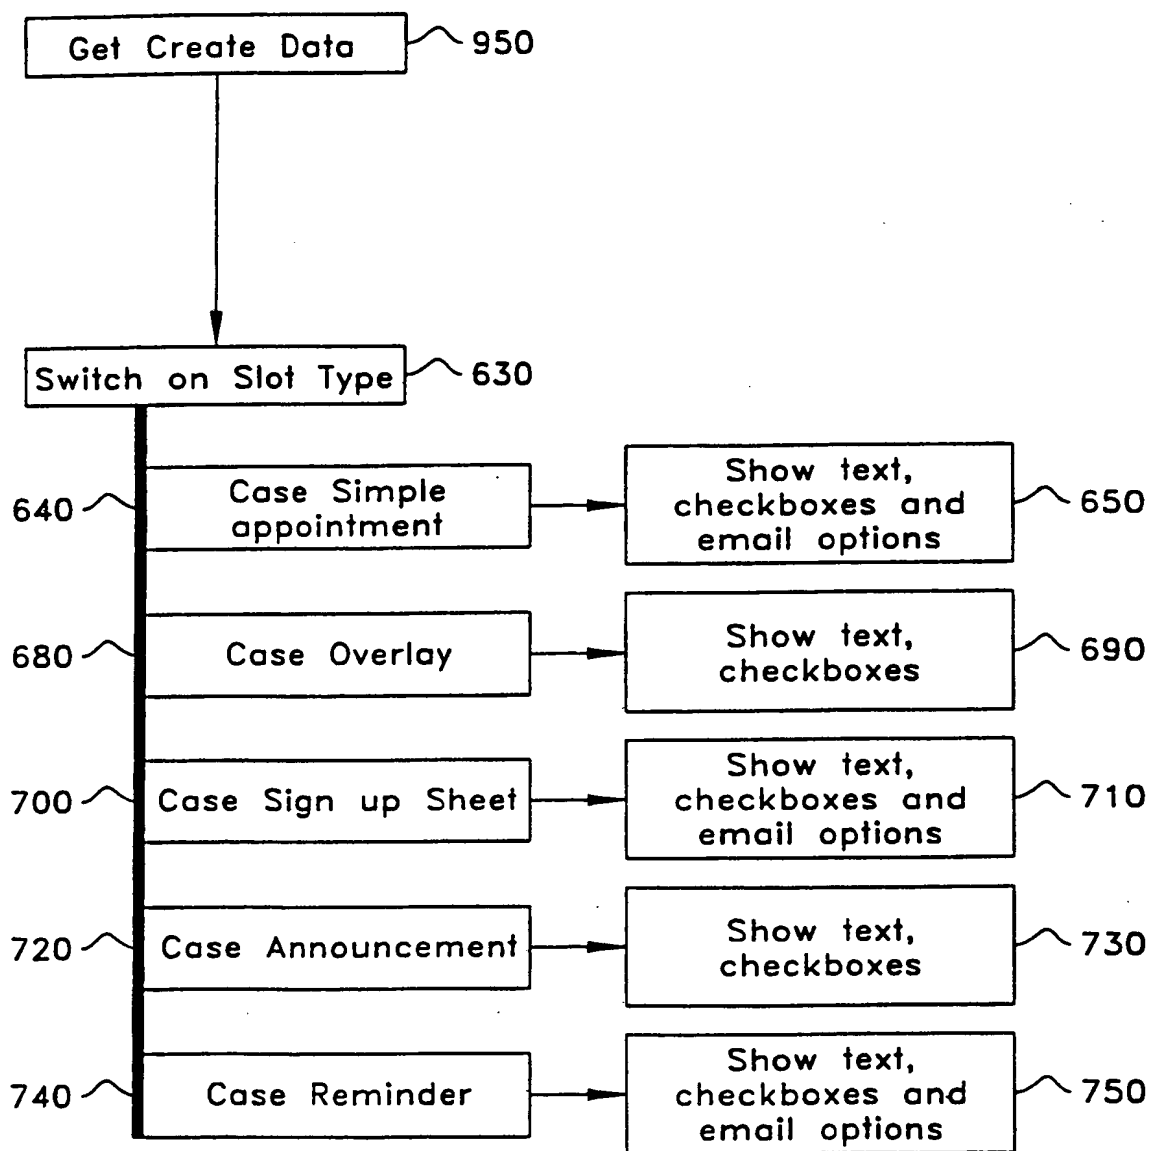 Get Create Data
950
Switch on Slot Type
630
640
Case Simple
appointment
Show text,
checkboxes and
email options
650
680
Case Overlay
Show text,
checkboxes
690
700
Case Sign up Sheet
Show text,
checkboxes and
email options
710
720
Case Announcement
Show text,
checkboxes
730
740
Case Reminder
Show text,
checkboxes and
email options
750